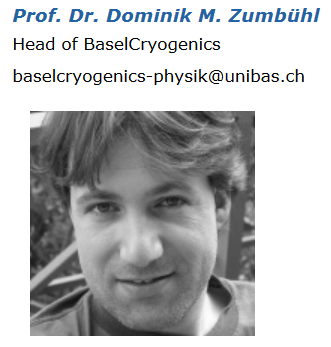 Prof. Dr. Dominik M. Zumbühl
Head of BaselCryogenics
baselcryogenics-physik@unibas.ch